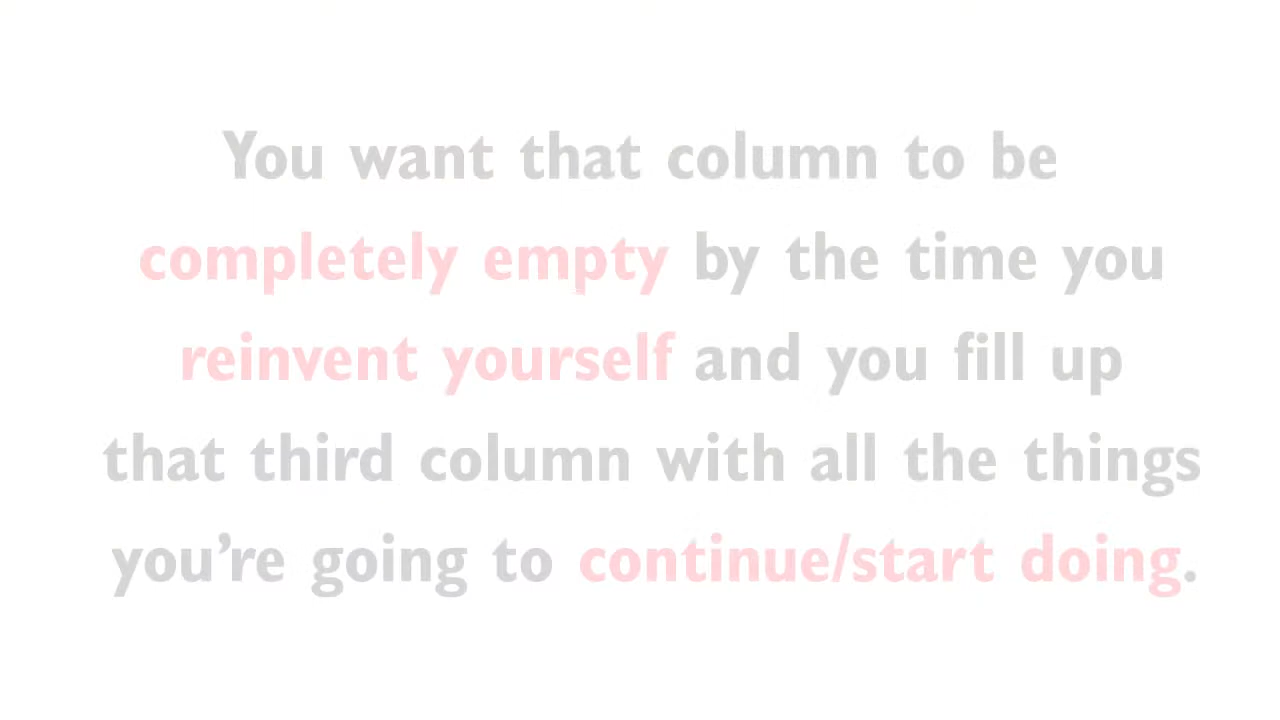 You want that column to be
completely empty by the time you
reinvent yourself and you fill up
that third column with all the things
you’re going to continue/start doing.